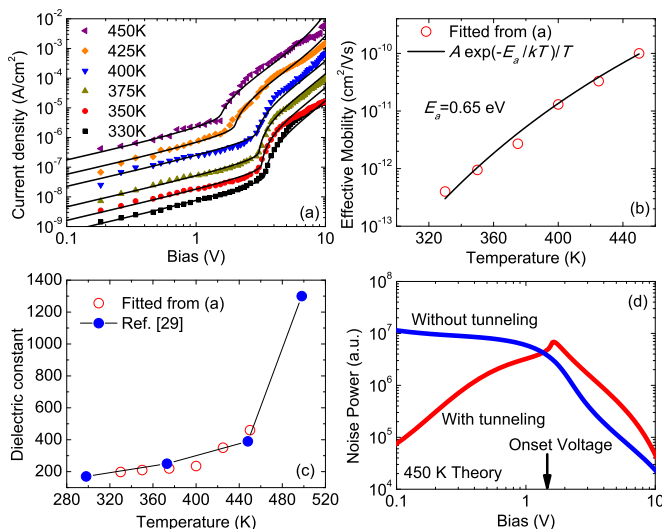 10⁻²
10⁻³
10⁻⁴
10⁻⁵
10⁻⁶
10⁻⁷
10⁻⁸
10⁻⁹
Current density (A/cm²)
450K
425K
400K
375K
350K
330K
(a)
0.1
1
10
Bias (V)
10⁻¹⁰
10⁻¹¹
10⁻¹²
10⁻¹³
Effective Mobility (cm²/Vs)
Fitted from (a)
A exp(-Eₐ/kT)/T
Eₐ=0.65 eV
(b)
320
360
400
440
Temperature (K)
1400
1200
1000
800
600
400
200
Dielectric constant
Fitted from (a)
Ref. [29]
(c)
280
320
360
400
440
480
520
Temperature (K)
10⁸
10⁷
10⁶
10⁵
10⁴
Noise Power (a.u.)
(d)
Without tunneling
With tunneling
Onset Voltage
450 K Theory
0.1
1
10
Bias (V)